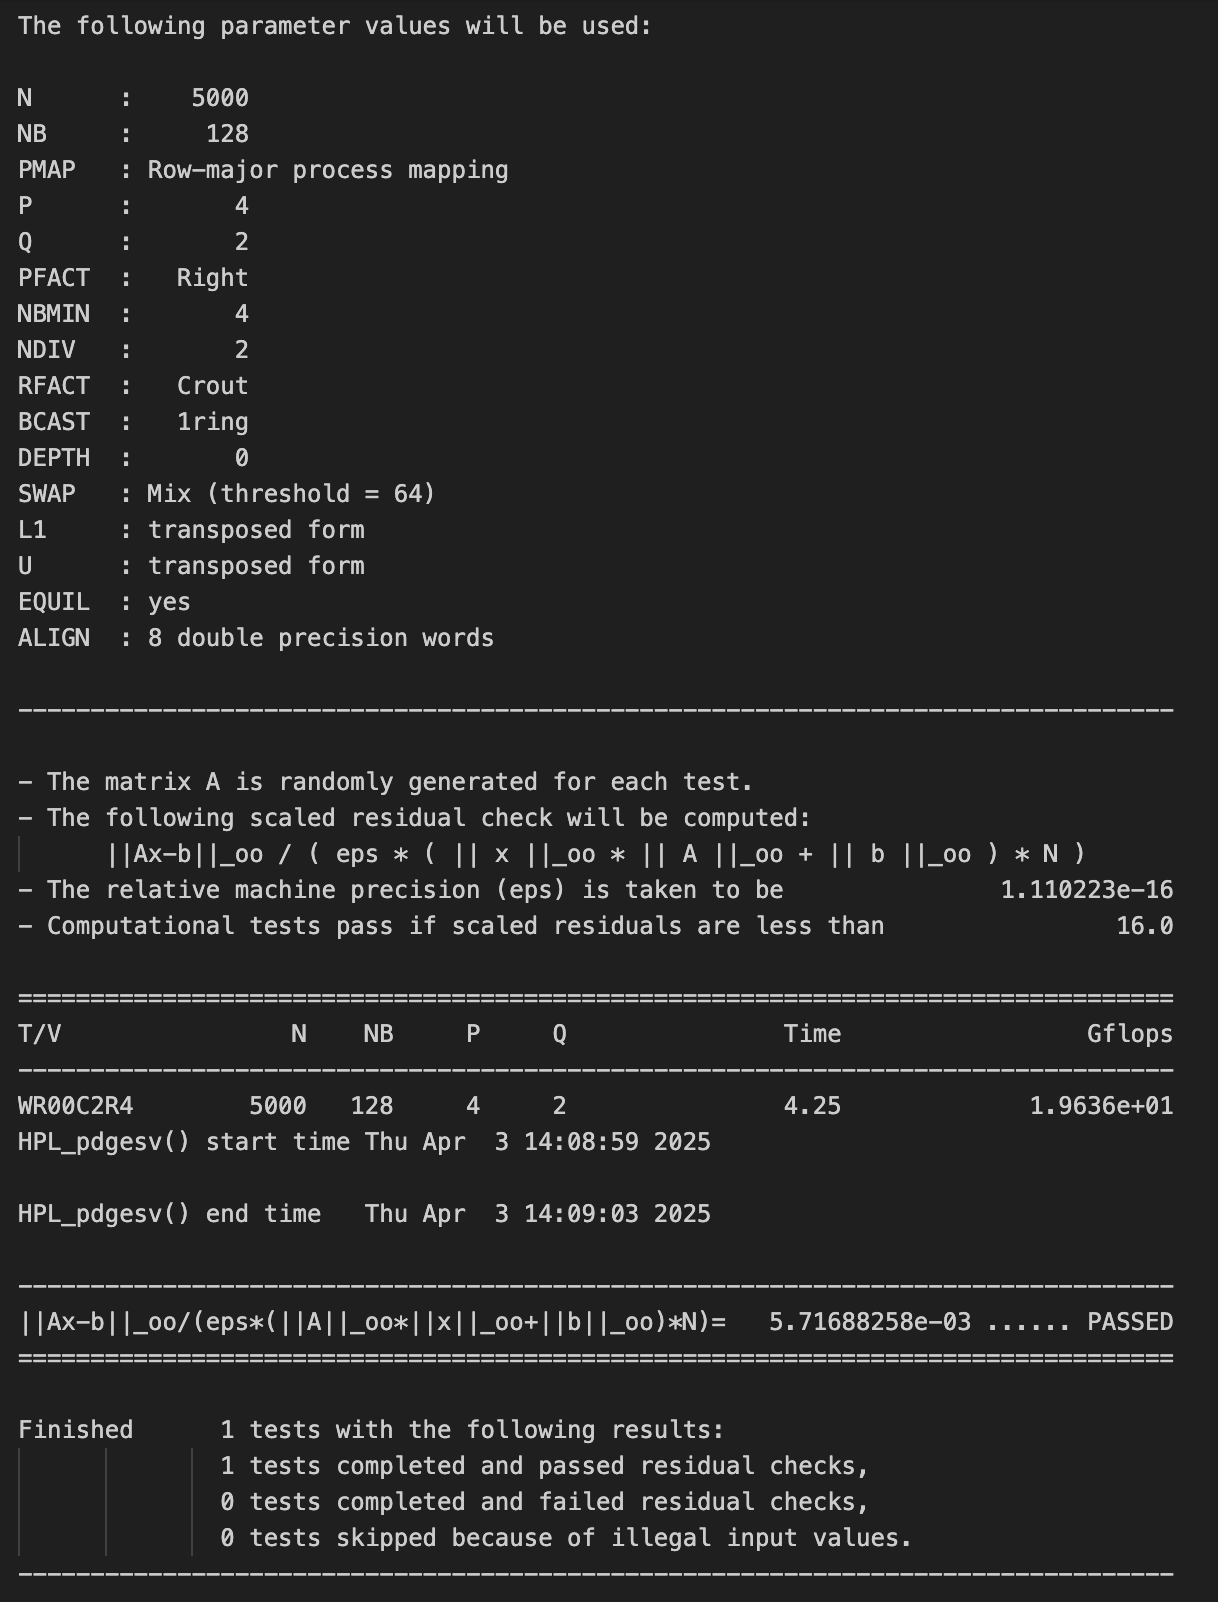 The following parameter values will be used:

N      :    5000
NB     :     128
PMAP   : Row-major process mapping
P      :       4
Q      :       2
PFACT  :   Right
NBMIN  :       4
NDIV   :       2
RFACT  :   Crout
BCAST  :   1ring
DEPTH  :       0
SWAP   : Mix (threshold = 64)
L1     : transposed form
U      : transposed form
EQUIL  : yes
ALIGN  : 8 double precision words

--------------------------------------------------------------------------------

- The matrix A is randomly generated for each test.
- The following scaled residual check will be computed:
      ||Ax-b||_oo / ( eps * ( || x ||_oo * || A ||_oo + || b ||_oo ) * N )
- The relative machine precision (eps) is taken to be               1.110223e-16
- Computational tests pass if scaled residuals are less than                16.0

================================================================================
T/V                N    NB     P     Q               Time                 Gflops
--------------------------------------------------------------------------------
WR00C2R4        5000   128     4     2               4.25             1.9636e+01
HPL_pdgesv() start time Thu Apr  3 14:08:59 2025

HPL_pdgesv() end time   Thu Apr  3 14:09:03 2025

--------------------------------------------------------------------------------
||Ax-b||_oo/(eps*(||A||_oo*||x||_oo+||b||_oo)*N)=   5.71688258e-03 ...... PASSED
================================================================================

Finished      1 tests with the following results:
              1 tests completed and passed residual checks,
              0 tests completed and failed residual checks,
              0 tests skipped because of illegal input values.
--------------------------------------------------------------------------------